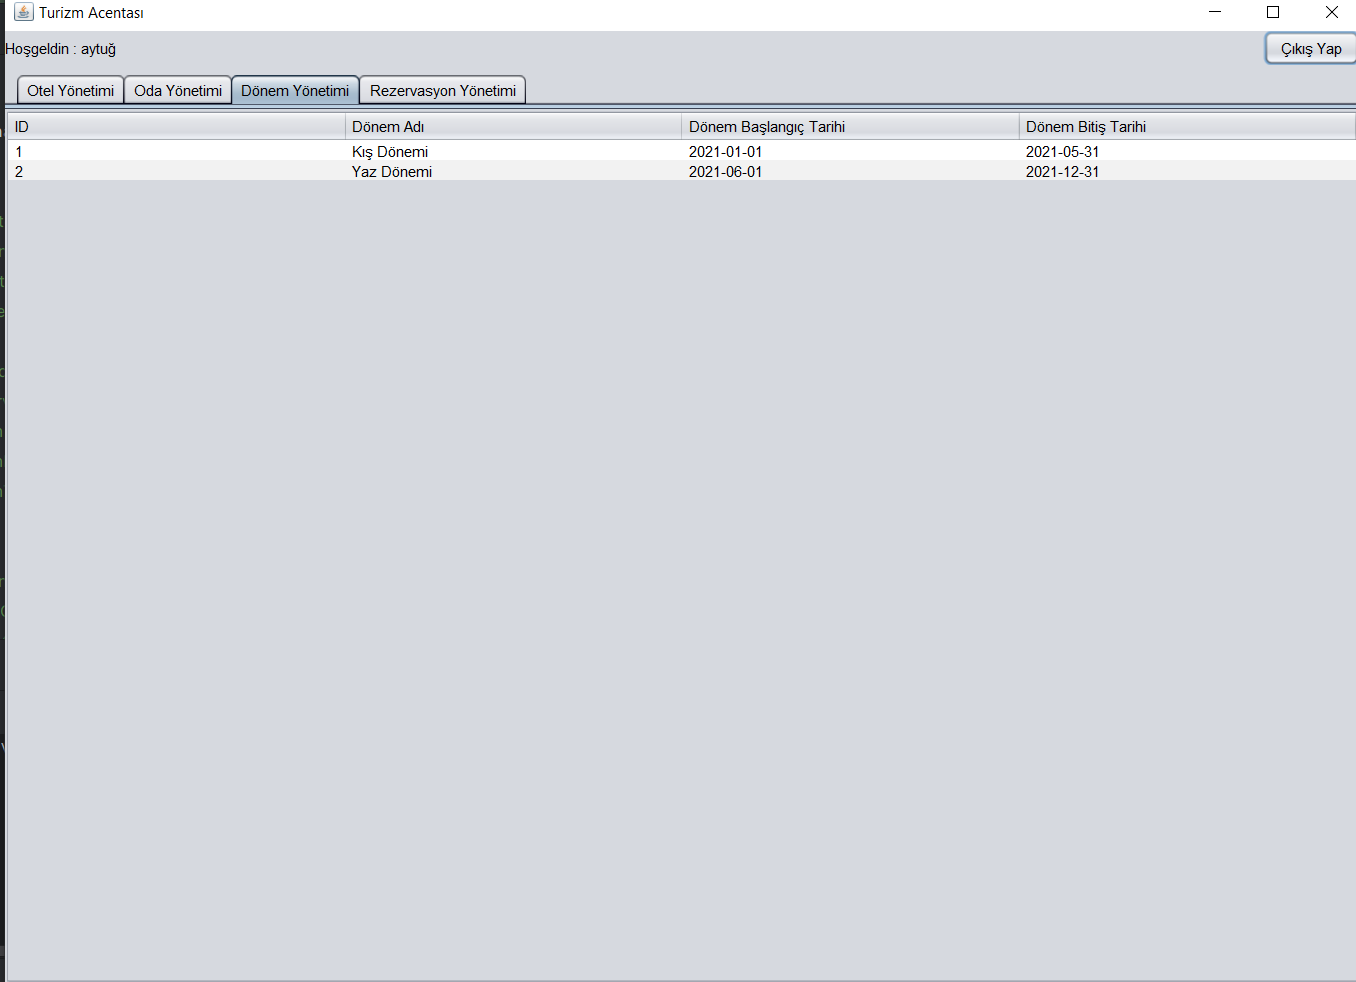 Turizm Acentası
Hoşgeldin : aytuğ
Çıkış Yap
Otel Yönetimi Oda Yönetimi Dönem Yönetimi Rezervasyon Yönetimi
ID Dönem Adı Dönem Başlangıç Tarihi Dönem Bitiş Tarihi
1 Kış Dönemi 2021-01-01 2021-05-31
2 Yaz Dönemi 2021-06-01 2021-12-31